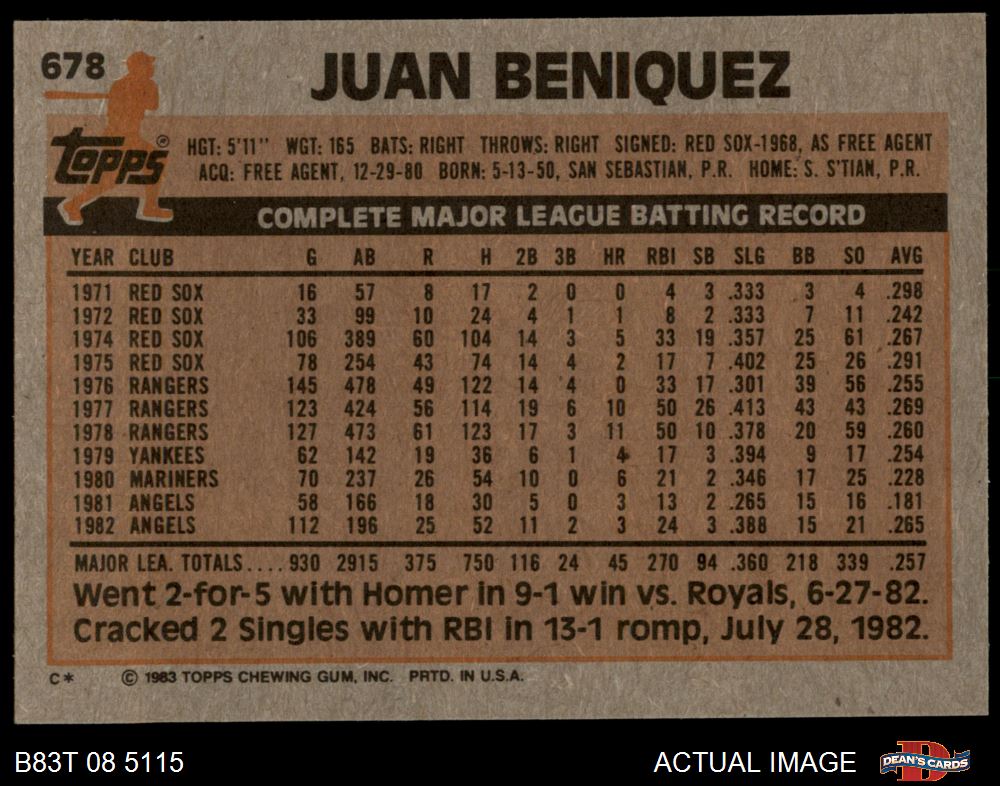 678
JUAN BENIQUEZ
Topps®
HGT: 5'11" WGT: 165 BATS: RIGHT THROWS: RIGHT SIGNED: RED SOX-1968, AS FREE AGENT
ACQ: FREE AGENT, 12-29-80 BORN: 5-13-50, SAN SEBASTIAN, P.R. HOME: S. S'TIAN, P.R.
COMPLETE MAJOR LEAGUE BATTING RECORD
YEAR CLUB G AB R H 2B 3B HR RBI SB SLG BB SO AVG
1971 RED SOX 16 57 8 17 2 0 0 4 3 .333 3 4 .298
1972 RED SOX 33 99 10 24 4 1 1 8 2 .333 7 11 .242
1974 RED SOX 106 389 60 104 14 3 5 33 19 .357 25 61 .267
1975 RED SOX 78 254 43 74 14 4 2 17 7 .402 25 26 .291
1976 RANGERS 145 478 49 122 14 4 0 33 17 .301 39 56 .255
1977 RANGERS 123 424 56 114 19 6 10 50 26 .413 43 43 .269
1978 RANGERS 127 473 61 123 17 3 11 50 10 .378 20 59 .260
1979 YANKEES 62 142 19 36 6 1 4 17 3 .394 9 17 .254
1980 MARINERS 70 237 26 54 10 0 6 21 2 .346 17 25 .228
1981 ANGELS 58 166 18 30 5 0 3 13 2 .265 15 16 .181
1982 ANGELS 112 196 25 52 11 2 3 24 3 .388 15 21 .265
MAJOR LEA. TOTALS.... 930 2915 375 750 116 24 45 270 94 .360 218 339 .257
Went 2-for-5 with Homer in 9-1 win vs. Royals, 6-27-82.
Cracked 2 Singles with RBI in 13-1 romp, July 28, 1982.
C* © 1983 TOPPS CHEWING GUM, INC. PRTD. IN U.S.A.
B83T 08 5115 ACTUAL IMAGE DEAN'S CARDS